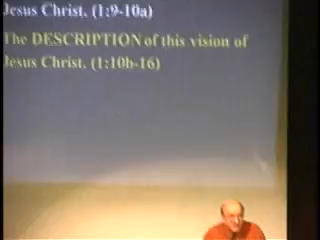 Jesus Christ. (1:9-10a)
The DESCRIPTION of this vision of
Jesus Christ. (1:10b-16)